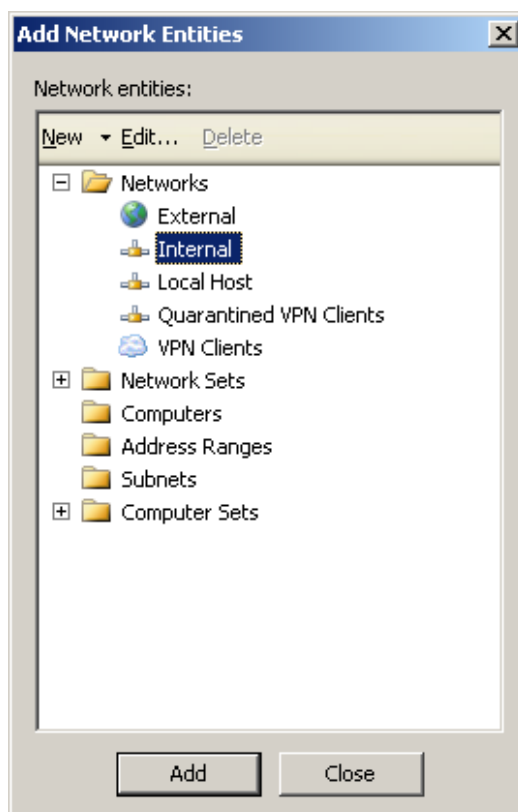 Add Network Entities
Network entities:
New Edit... Delete
Networks
External
Internal
Local Host
Quarantined VPN Clients
VPN Clients
Network Sets
Computers
Address Ranges
Subnets
Computer Sets
Add Close